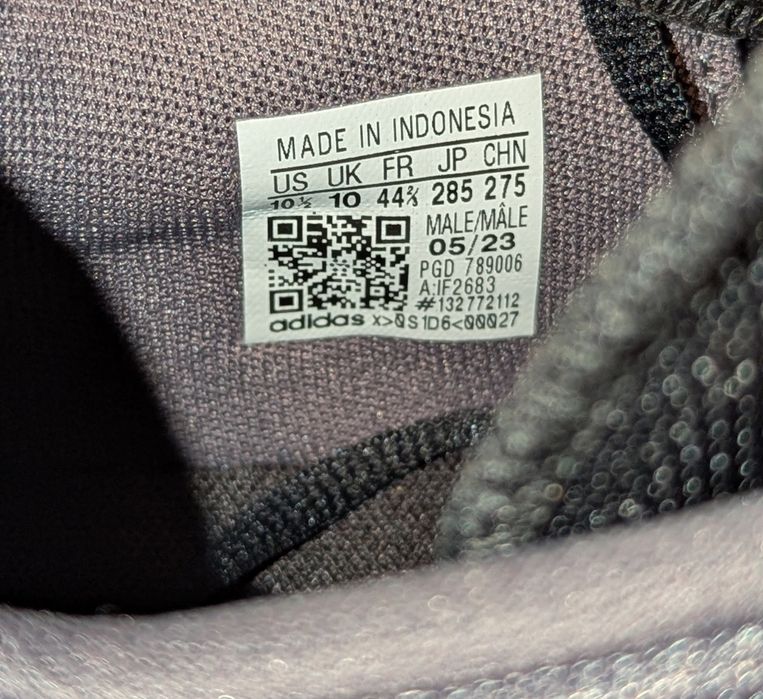 MADE IN INDONESIA
US UK FR JP CHN
10½ 10 44⅔ 285 275
MALE/MÂLE
05/23
PGD 789006
A:IF2683
#132772112
adidas X>0S1D6<00027